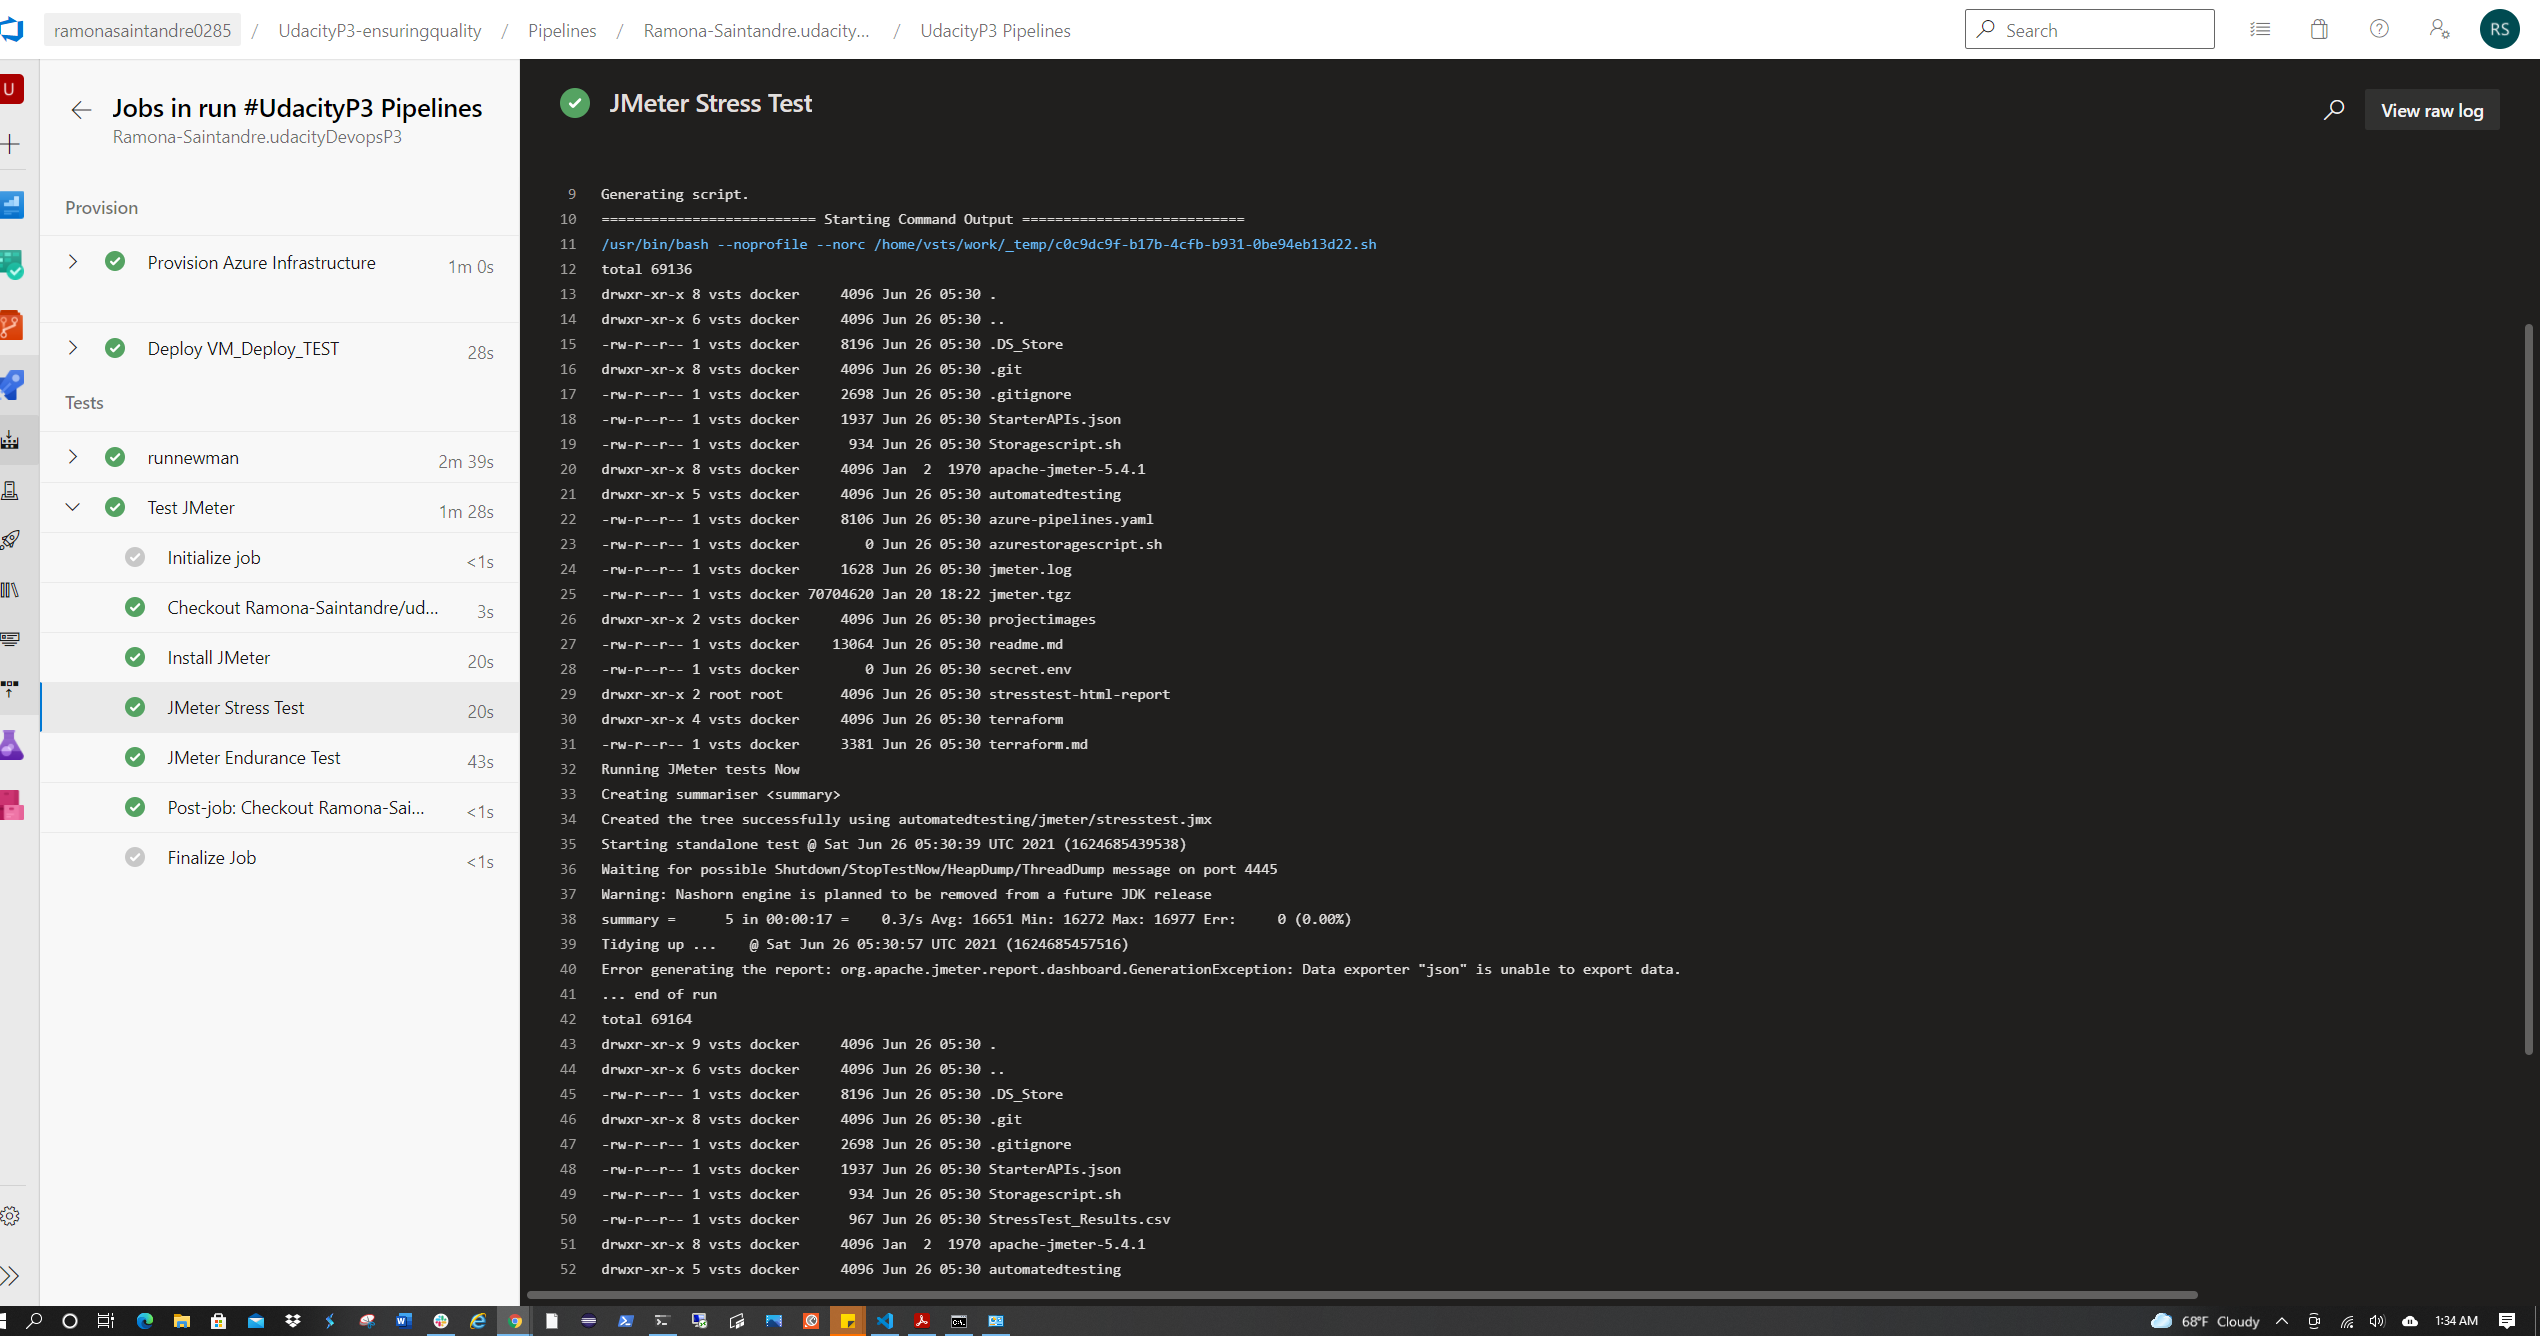 ramonasaintandre0285 / UdacityP3-ensuringquality / Pipelines / Ramona-Saintandre.udacity... / UdacityP3 Pipelines
Search
RS
U
Jobs in run #UdacityP3 Pipelines
Ramona-Saintandre.udacityDevopsP3
Provision
Provision Azure Infrastructure 1m 0s
Deploy VM_Deploy_TEST 28s
Tests
runnewman 2m 39s
Test JMeter 1m 28s
Initialize job <1s
Checkout Ramona-Saintandre/ud... 3s
Install JMeter 20s
JMeter Stress Test 20s
JMeter Endurance Test 43s
Post-job: Checkout Ramona-Sai... <1s
Finalize Job <1s
JMeter Stress Test
View raw log
9 Generating script.
10 ========================== Starting Command Output ===========================
11 /usr/bin/bash --noprofile --norc /home/vsts/work/_temp/c0c9dc9f-b17b-4cfb-b931-0be94eb13d22.sh
12 total 69136
13 drwxr-xr-x 8 vsts docker     4096 Jun 26 05:30 .
14 drwxr-xr-x 6 vsts docker     4096 Jun 26 05:30 ..
15 -rw-r--r-- 1 vsts docker     8196 Jun 26 05:30 .DS_Store
16 drwxr-xr-x 8 vsts docker     4096 Jun 26 05:30 .git
17 -rw-r--r-- 1 vsts docker     2698 Jun 26 05:30 .gitignore
18 -rw-r--r-- 1 vsts docker     1937 Jun 26 05:30 StarterAPIs.json
19 -rw-r--r-- 1 vsts docker      934 Jun 26 05:30 Storagescript.sh
20 drwxr-xr-x 8 vsts docker     4096 Jan  2  1970 apache-jmeter-5.4.1
21 drwxr-xr-x 5 vsts docker     4096 Jun 26 05:30 automatedtesting
22 -rw-r--r-- 1 vsts docker     8106 Jun 26 05:30 azure-pipelines.yaml
23 -rw-r--r-- 1 vsts docker        0 Jun 26 05:30 azurestoragescript.sh
24 -rw-r--r-- 1 vsts docker     1628 Jun 26 05:30 jmeter.log
25 -rw-r--r-- 1 vsts docker 70704620 Jan 20 18:22 jmeter.tgz
26 drwxr-xr-x 2 vsts docker     4096 Jun 26 05:30 projectimages
27 -rw-r--r-- 1 vsts docker    13064 Jun 26 05:30 readme.md
28 -rw-r--r-- 1 vsts docker        0 Jun 26 05:30 secret.env
29 drwxr-xr-x 2 root root       4096 Jun 26 05:30 stresstest-html-report
30 drwxr-xr-x 4 vsts docker     4096 Jun 26 05:30 terraform
31 -rw-r--r-- 1 vsts docker     3381 Jun 26 05:30 terraform.md
32 Running JMeter tests Now
33 Creating summariser <summary>
34 Created the tree successfully using automatedtesting/jmeter/stresstest.jmx
35 Starting standalone test @ Sat Jun 26 05:30:39 UTC 2021 (1624685439538)
36 Waiting for possible Shutdown/StopTestNow/HeapDump/ThreadDump message on port 4445
37 Warning: Nashorn engine is planned to be removed from a future JDK release
38 summary =      5 in 00:00:17 =    0.3/s Avg: 16651 Min: 16272 Max: 16977 Err:     0 (0.00%)
39 Tidying up ...    @ Sat Jun 26 05:30:57 UTC 2021 (1624685457516)
40 Error generating the report: org.apache.jmeter.report.dashboard.GenerationException: Data exporter "json" is unable to export data.
41 ... end of run
42 total 69164
43 drwxr-xr-x 9 vsts docker     4096 Jun 26 05:30 .
44 drwxr-xr-x 6 vsts docker     4096 Jun 26 05:30 ..
45 -rw-r--r-- 1 vsts docker     8196 Jun 26 05:30 .DS_Store
46 drwxr-xr-x 8 vsts docker     4096 Jun 26 05:30 .git
47 -rw-r--r-- 1 vsts docker     2698 Jun 26 05:30 .gitignore
48 -rw-r--r-- 1 vsts docker     1937 Jun 26 05:30 StarterAPIs.json
49 -rw-r--r-- 1 vsts docker      934 Jun 26 05:30 Storagescript.sh
50 -rw-r--r-- 1 vsts docker      967 Jun 26 05:30 StressTest_Results.csv
51 drwxr-xr-x 8 vsts docker     4096 Jan  2  1970 apache-jmeter-5.4.1
52 drwxr-xr-x 5 vsts docker     4096 Jun 26 05:30 automatedtesting
68°F Cloudy
1:34 AM